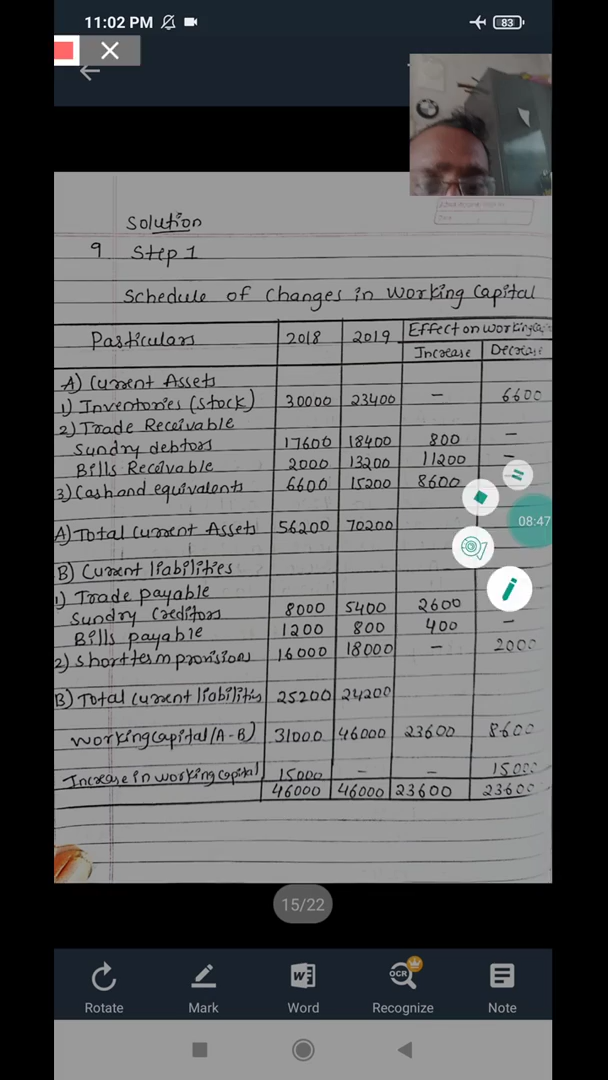 11:02 PM 83
Solution
9 Step 1
Schedule of Changes in Working Capital
Particulars 2018 2019 Effect on working
Increase Decrease
A) Current Assets
1) Inventories (Stock) 30000 23400 - 6600
2) Trade Receivable
Sundry debtors 17600 18400 800 -
Bills Receivable 2000 13200 11200 -
3) Cash and equivalents 6600 15200 8600
A) Total Current Assets 56200 70200
08:47
B) Current liabilities
1) Trade payable
Sundry Creditors 8000 5400 2600
Bills payable 1200 800 400 -
2) Short term provision 16000 18000 - 2000
B) Total Current liabilities 25200 24200
Working capital (A-B) 31000 46000 23600 8600
Increase in working capital 15000 - - 15000
46000 46000 23600 23600
15/22
W OCR
Rotate Mark Word Recognize Note